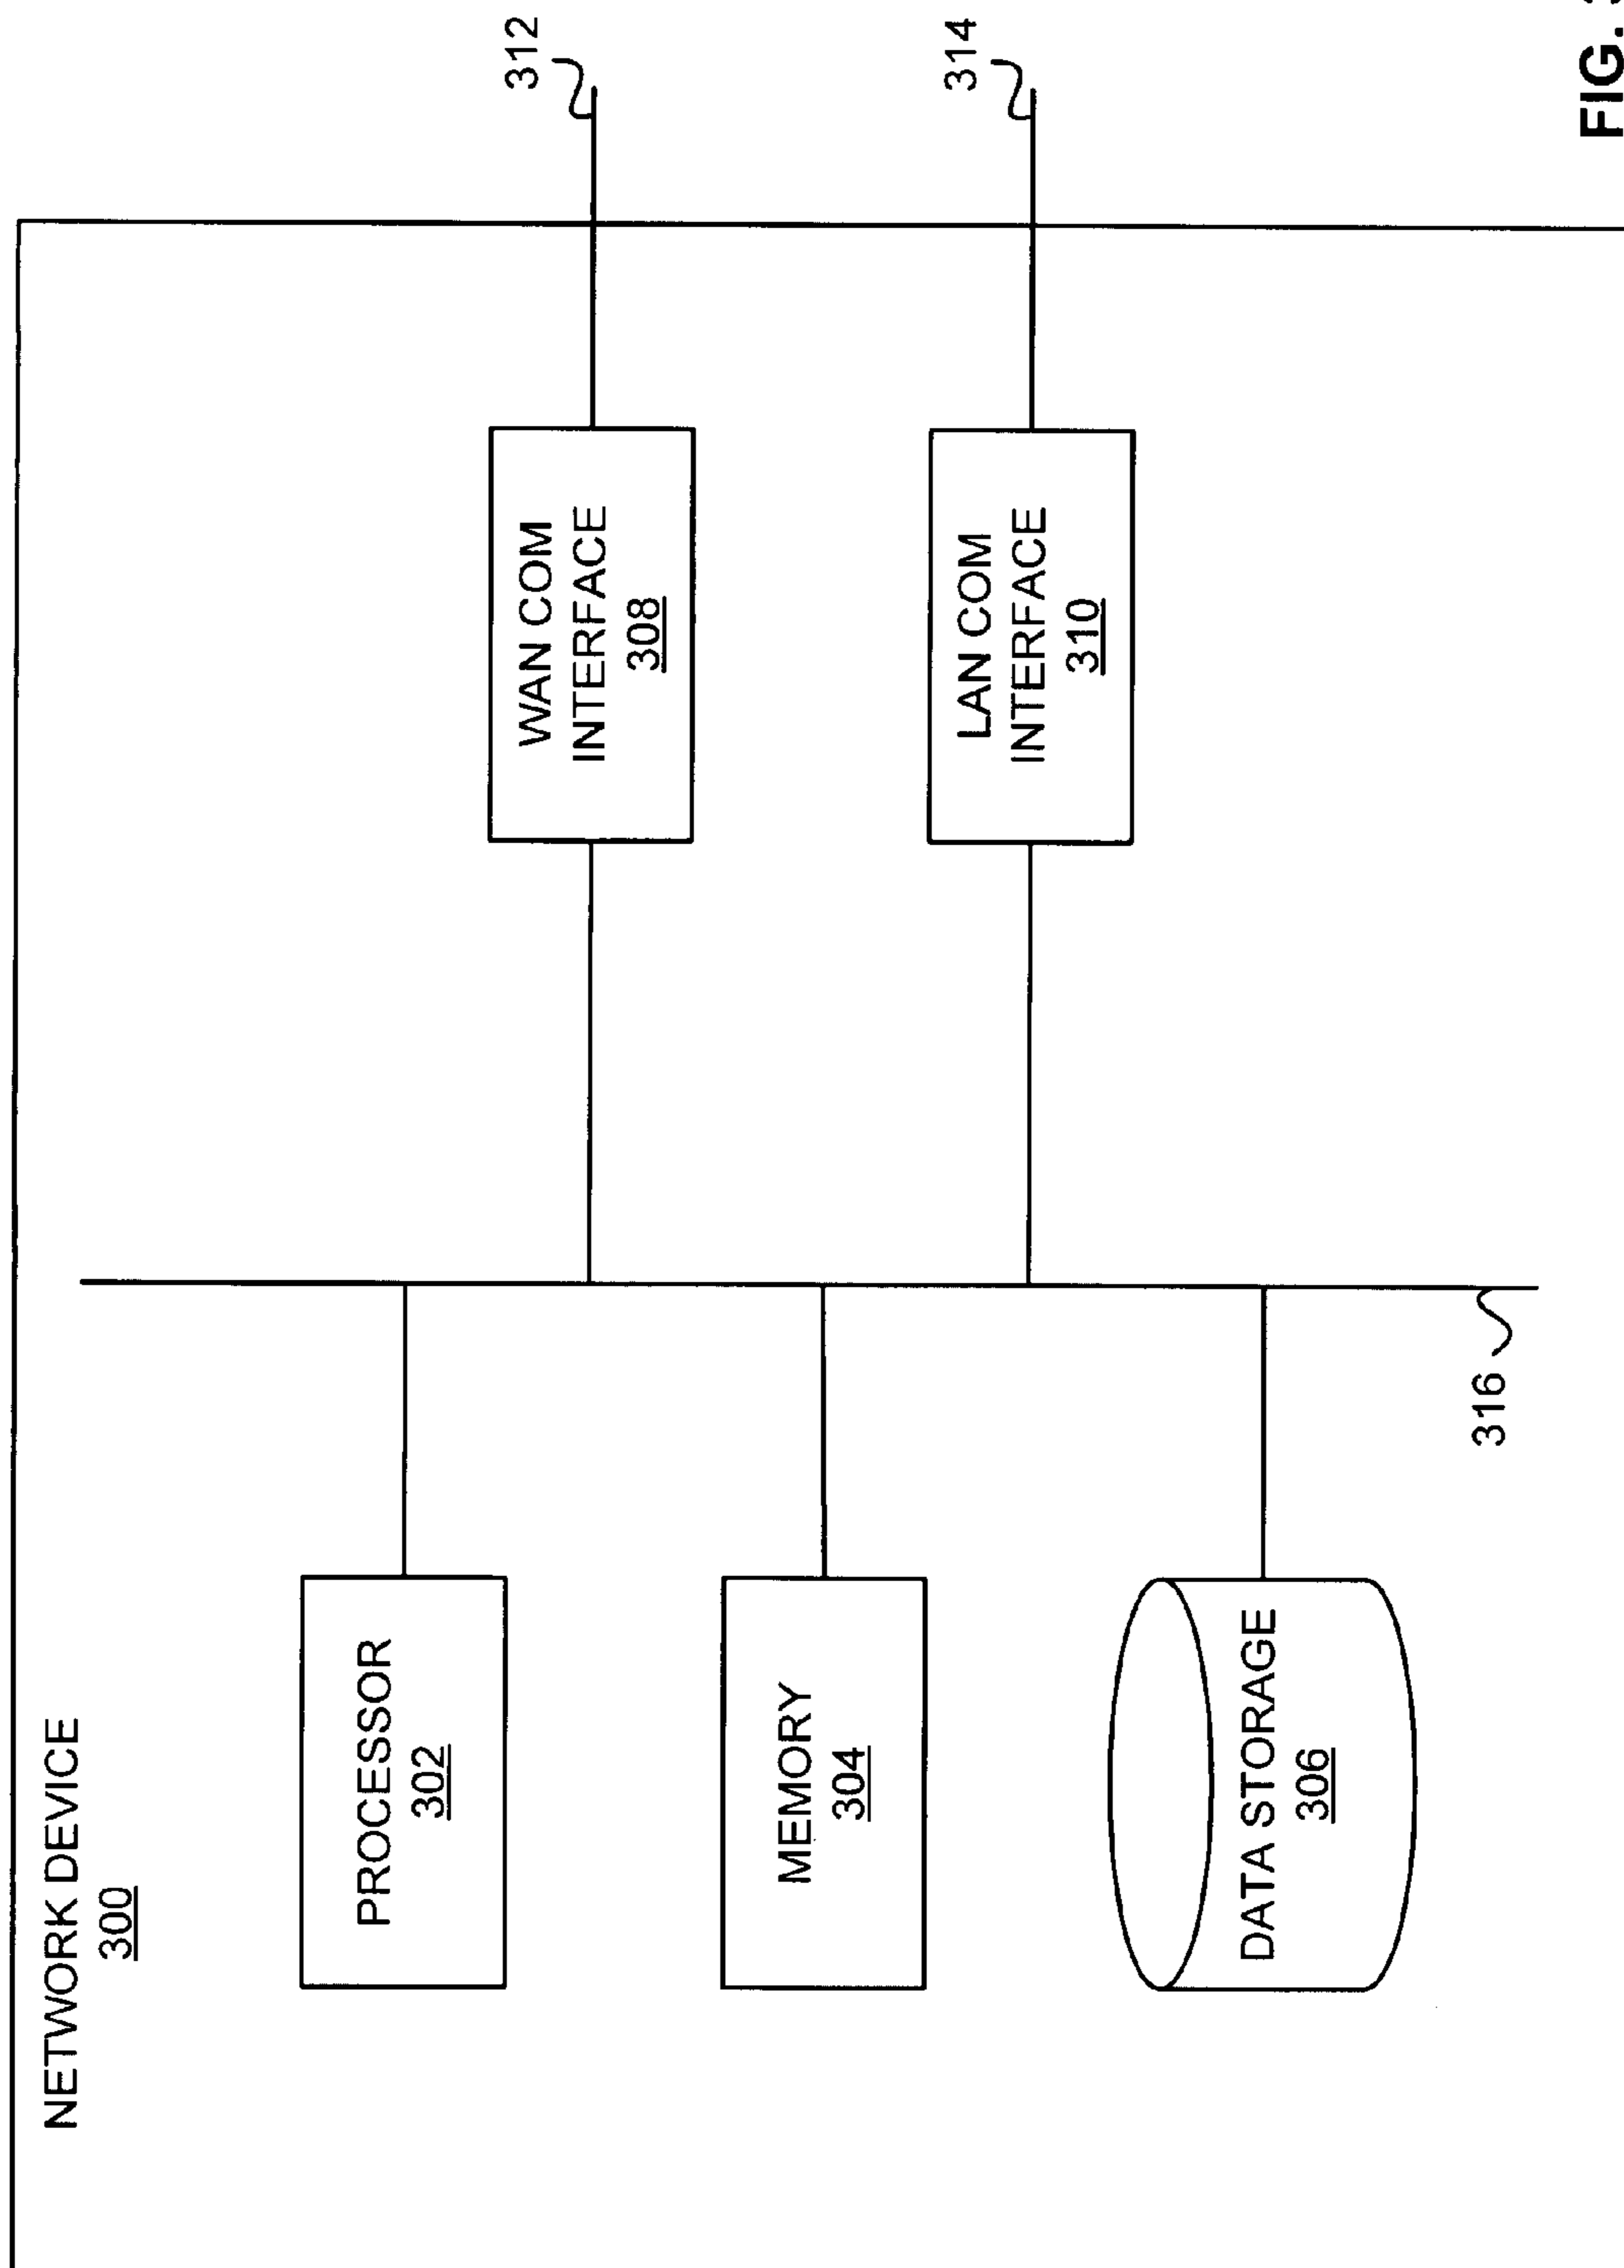 NETWORK DEVICE
300
PROCESSOR
302
MEMORY
304
DATA STORAGE
306
316
WAN COM
INTERFACE
308
LAN COM
INTERFACE
310
312
314
FIG.